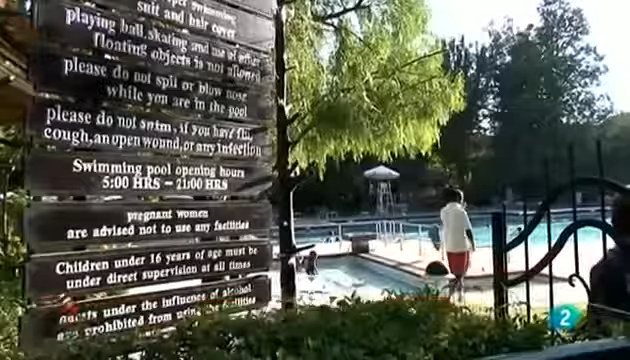 suit and hair cover
playing ball, skating and use of other
floating objects is not allowed
please do not spit or blow nose
while you are in the pool
please do not swim, if you have flu
cough, an open wound, or any infection
Swimming pool opening hours
5:00 HRS - 21:00 HRS
pregnant women
are advised not to use any facilities
Children under 16 years of age must be
under direct supervision at all times
guests under the influence of alcohol
are prohibited from using the facilities
2